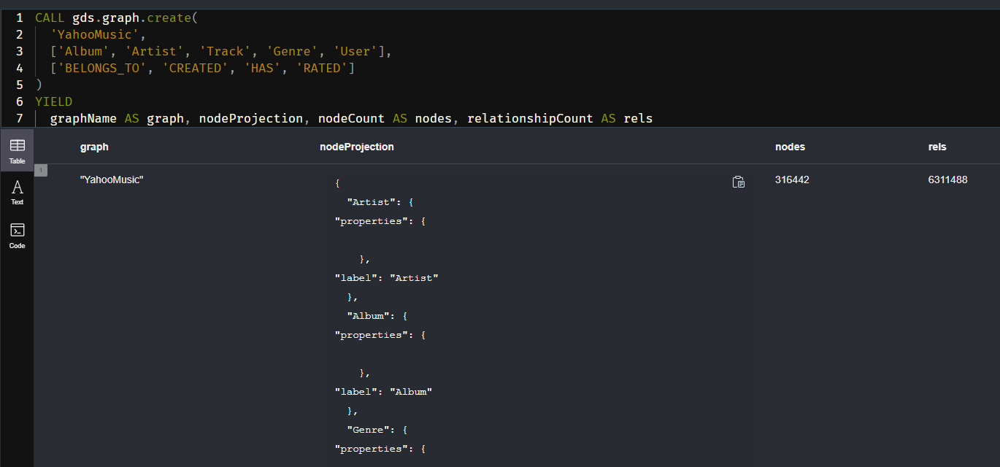 1 CALL gds.graph.create(
2 'YahooMusic',
3 ['Album', 'Artist', 'Track', 'Genre', 'User'],
4 ['BELONGS_TO', 'CREATED', 'HAS', 'RATED']
5 )
6 YIELD
7 graphName AS graph, nodeProjection, nodeCount AS nodes, relationshipCount AS rels
Table
Text
Code
graph nodeProjection nodes rels
1
"YahooMusic" { 316442 6311488
"Artist": {
"properties": {
},
"label": "Artist"
},
"Album": {
"properties": {
},
"label": "Album"
},
"Genre": {
"properties": {